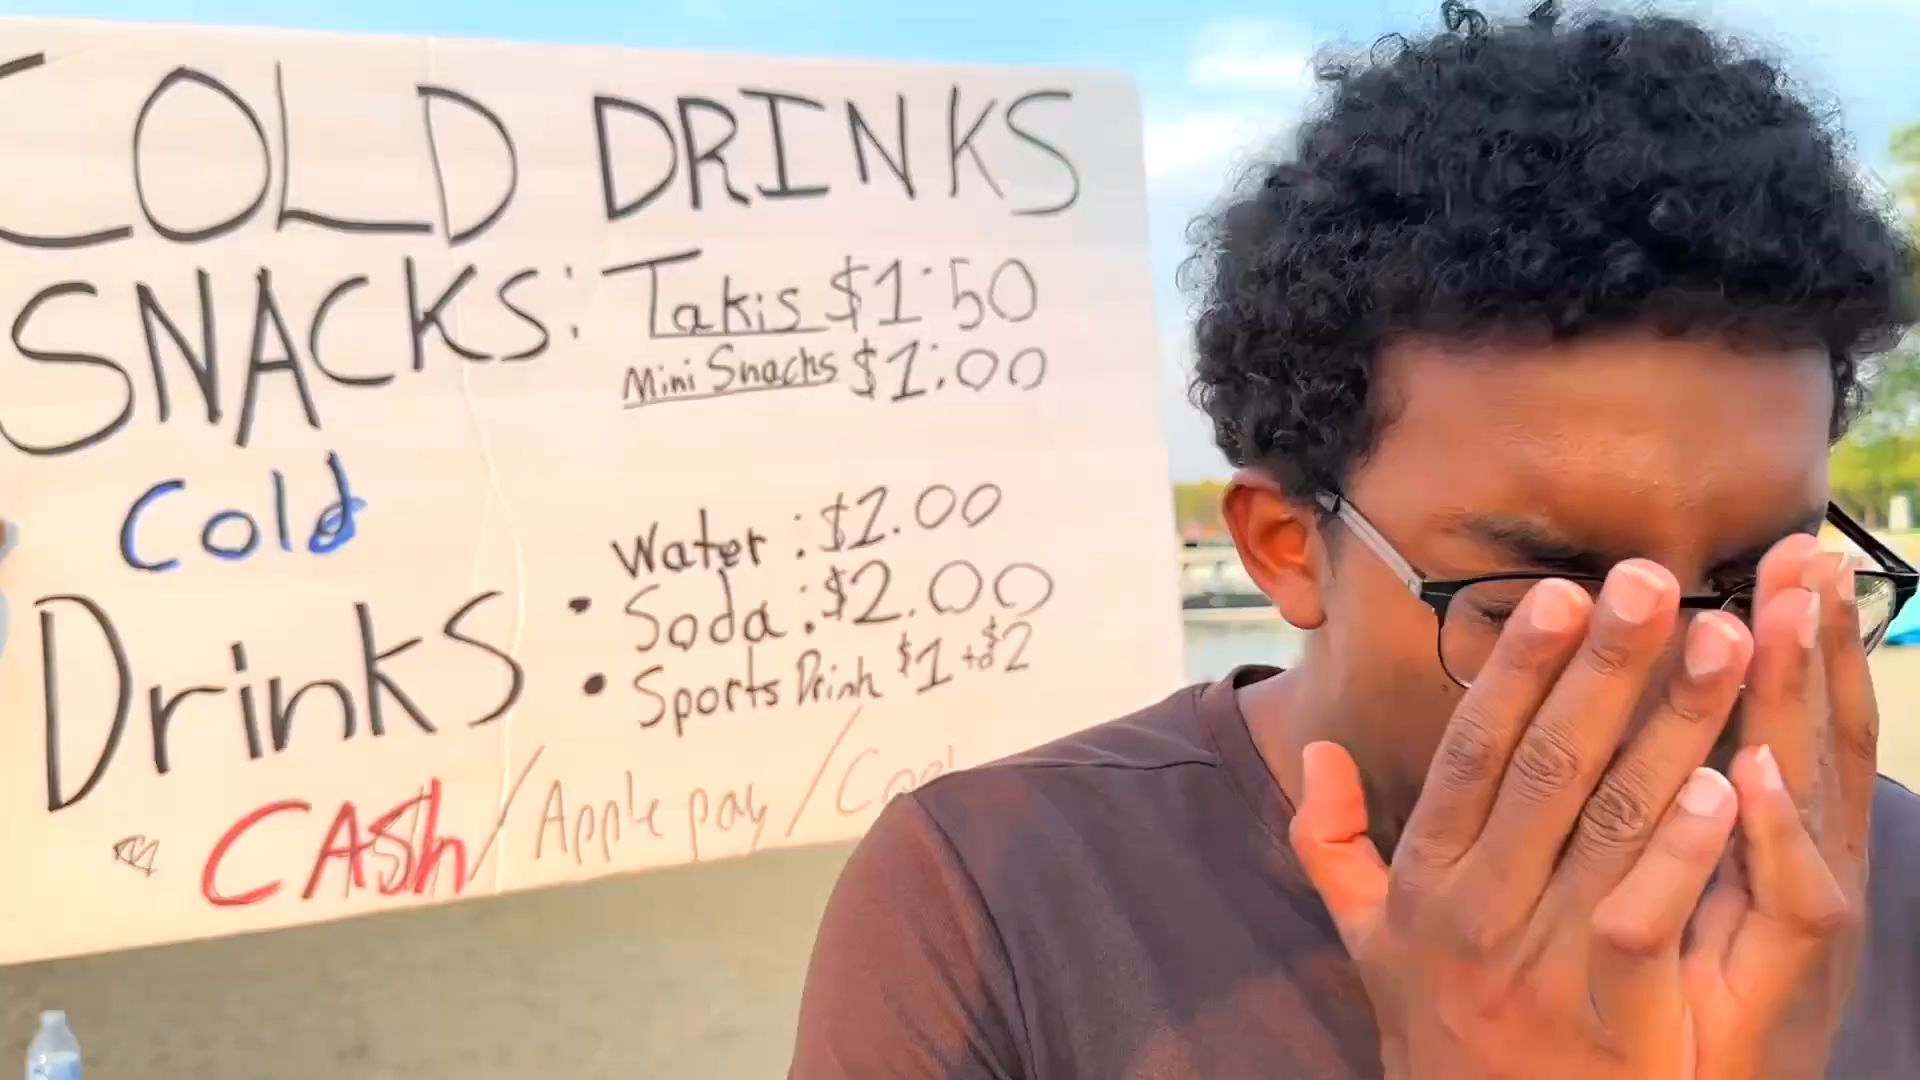 COLD DRINKS
SNACKS: Takis $1.50
Mini Snacks $1.00
Cold
Drinks
Water: $2.00
• Soda: $2.00
• Sports Drink $1 to $2
CASH / Apple pay /